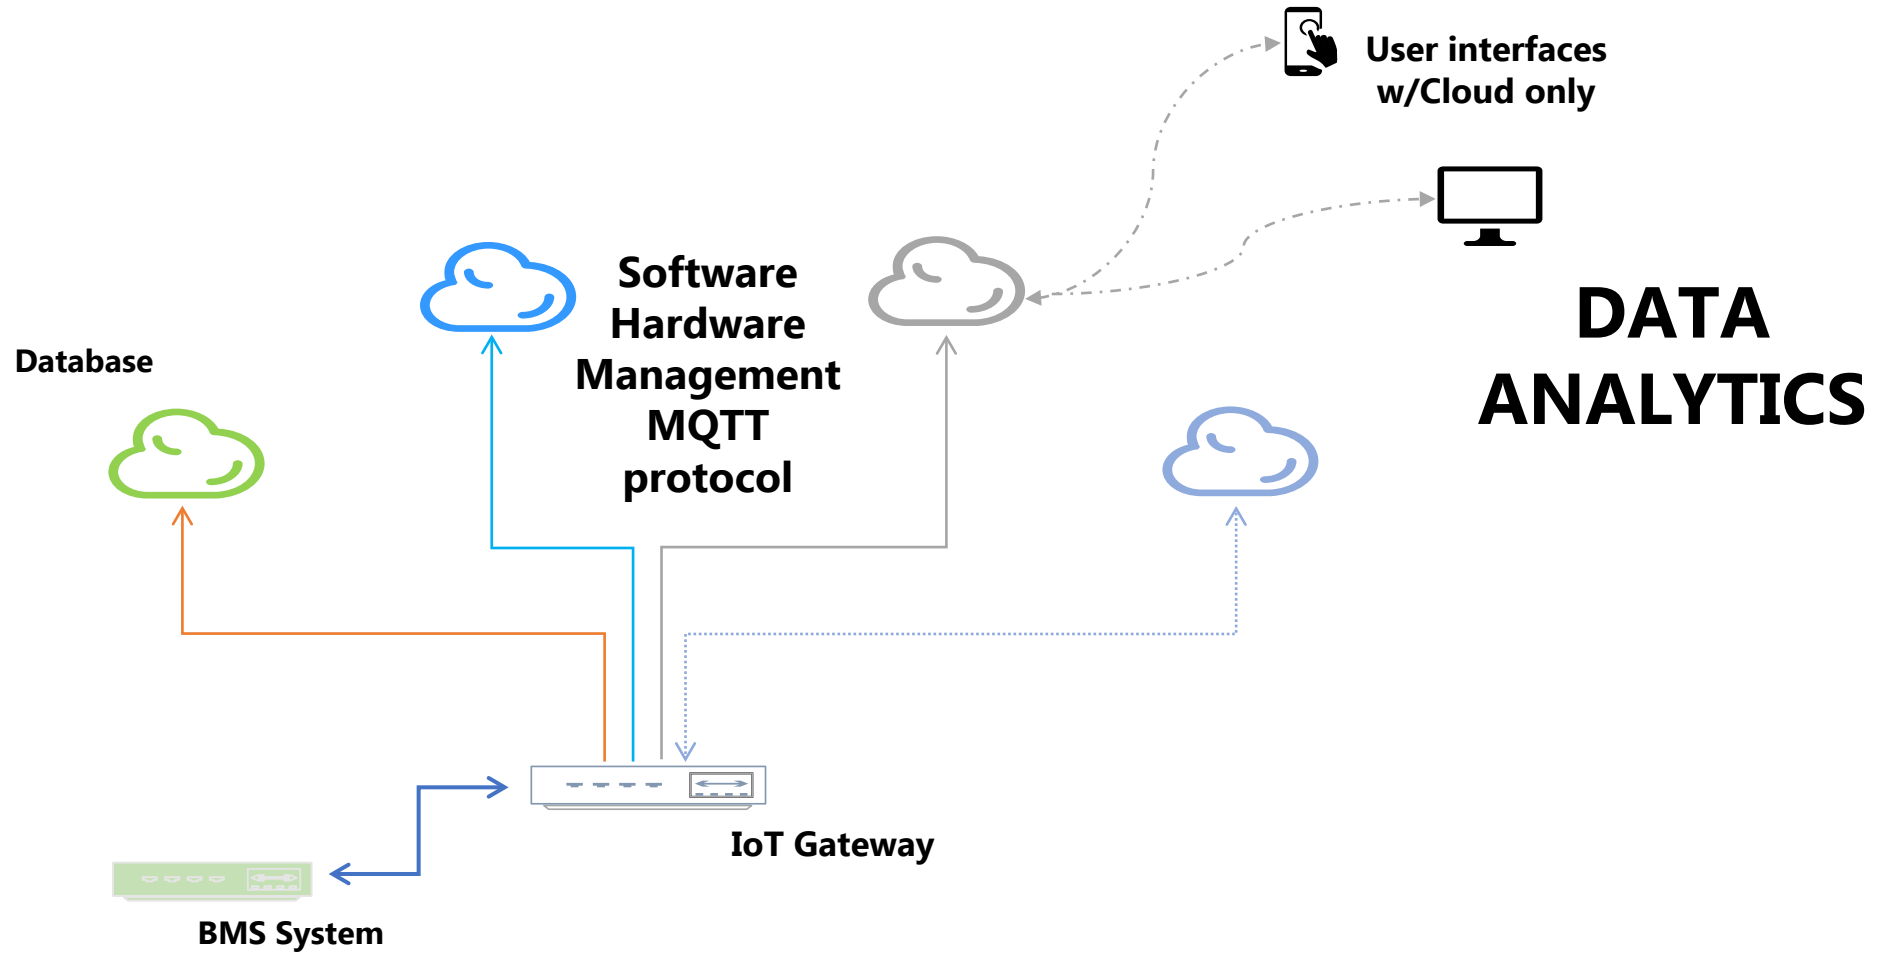 User interfaces
w/Cloud only
Software
Hardware
Management
MQTT
protocol
DATA
ANALYTICS
Database
IoT Gateway
BMS System